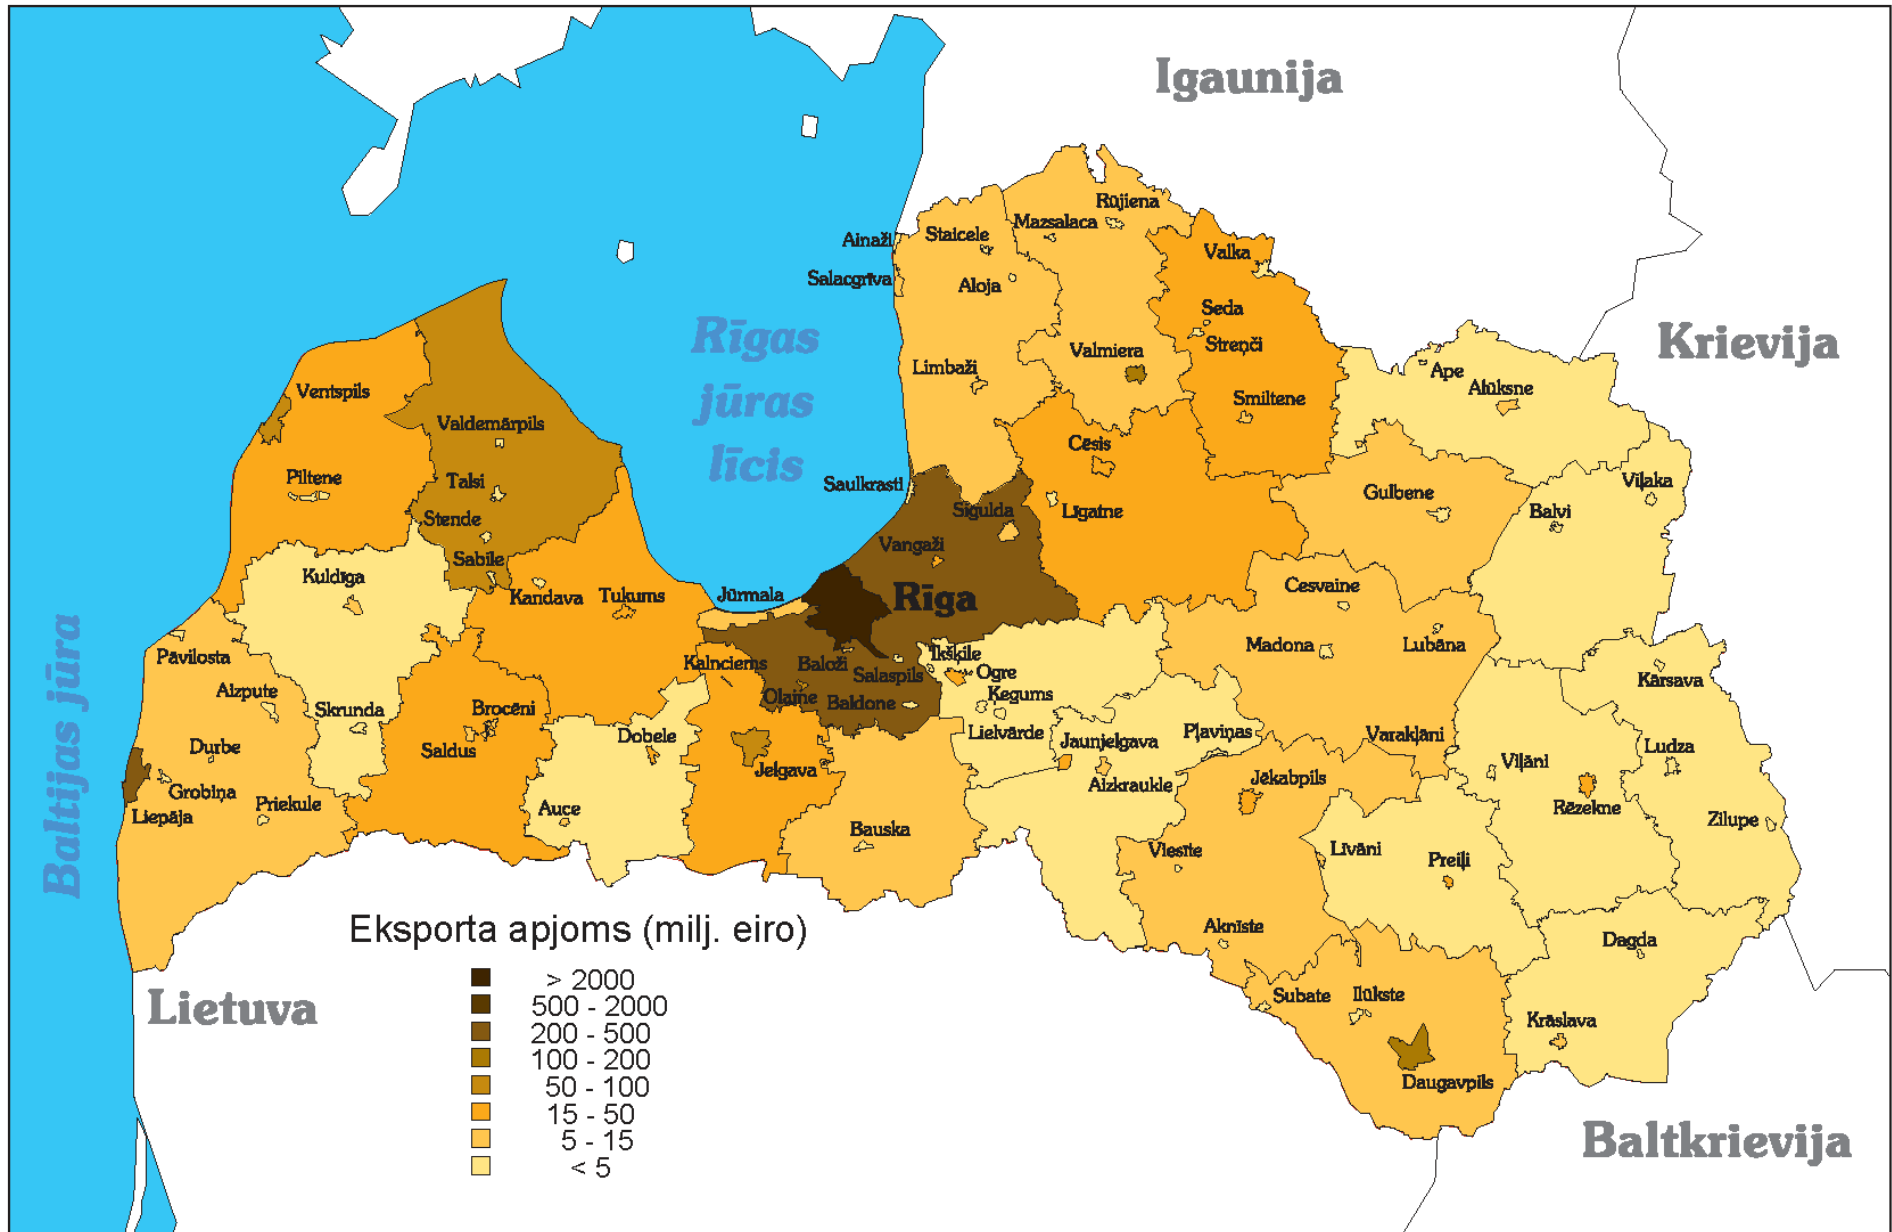 Igaunija
Rūjiena
Mazsalaca
Staicele
Ainaži
Valka
Salacgrīva
Aloja
Seda
Rīgas
jūras
līcis
Strenči
Krievija
Valmiera
Limbaži
Ape
Alūksne
Ventspils
Smiltene
Valdemārpils
Cēsis
Piltene
Talsi
Saulkrasti
Viļaka
Gulbene
Sigulda
Līgatne
Balvi
Stende
Vangaži
Sabile
Kuldīga
Cesvaine
Kandava
Tukums
Jūrmala
Rīga
Baltijas jūra
Madona
Lubāna
Pāvilosta
Kalnciems
Baloži
Ikšķile
Salaspils
Ogre
Kārsava
Aizpute
Olaine
Baldone
Ķegums
Skrunda
Brocēni
Lielvārde
Pļaviņas
Varakļāni
Durbe
Saldus
Dobele
Jaunjelgava
Ludza
Viļāni
Jelgava
Aizkraukle
Jēkabpils
Grobiņa
Priekule
Liepāja
Auce
Rēzekne
Zilupe
Bauska
Viesīte
Līvāni
Preiļi
Eksporta apjoms (milj. eiro)
Aknīste
Dagda
> 2000
500 - 2000
200 - 500
100 - 200
50 - 100
15 - 50
5 - 15
< 5
Lietuva
Subate
Ilūkste
Krāslava
Daugavpils
Baltkrievija